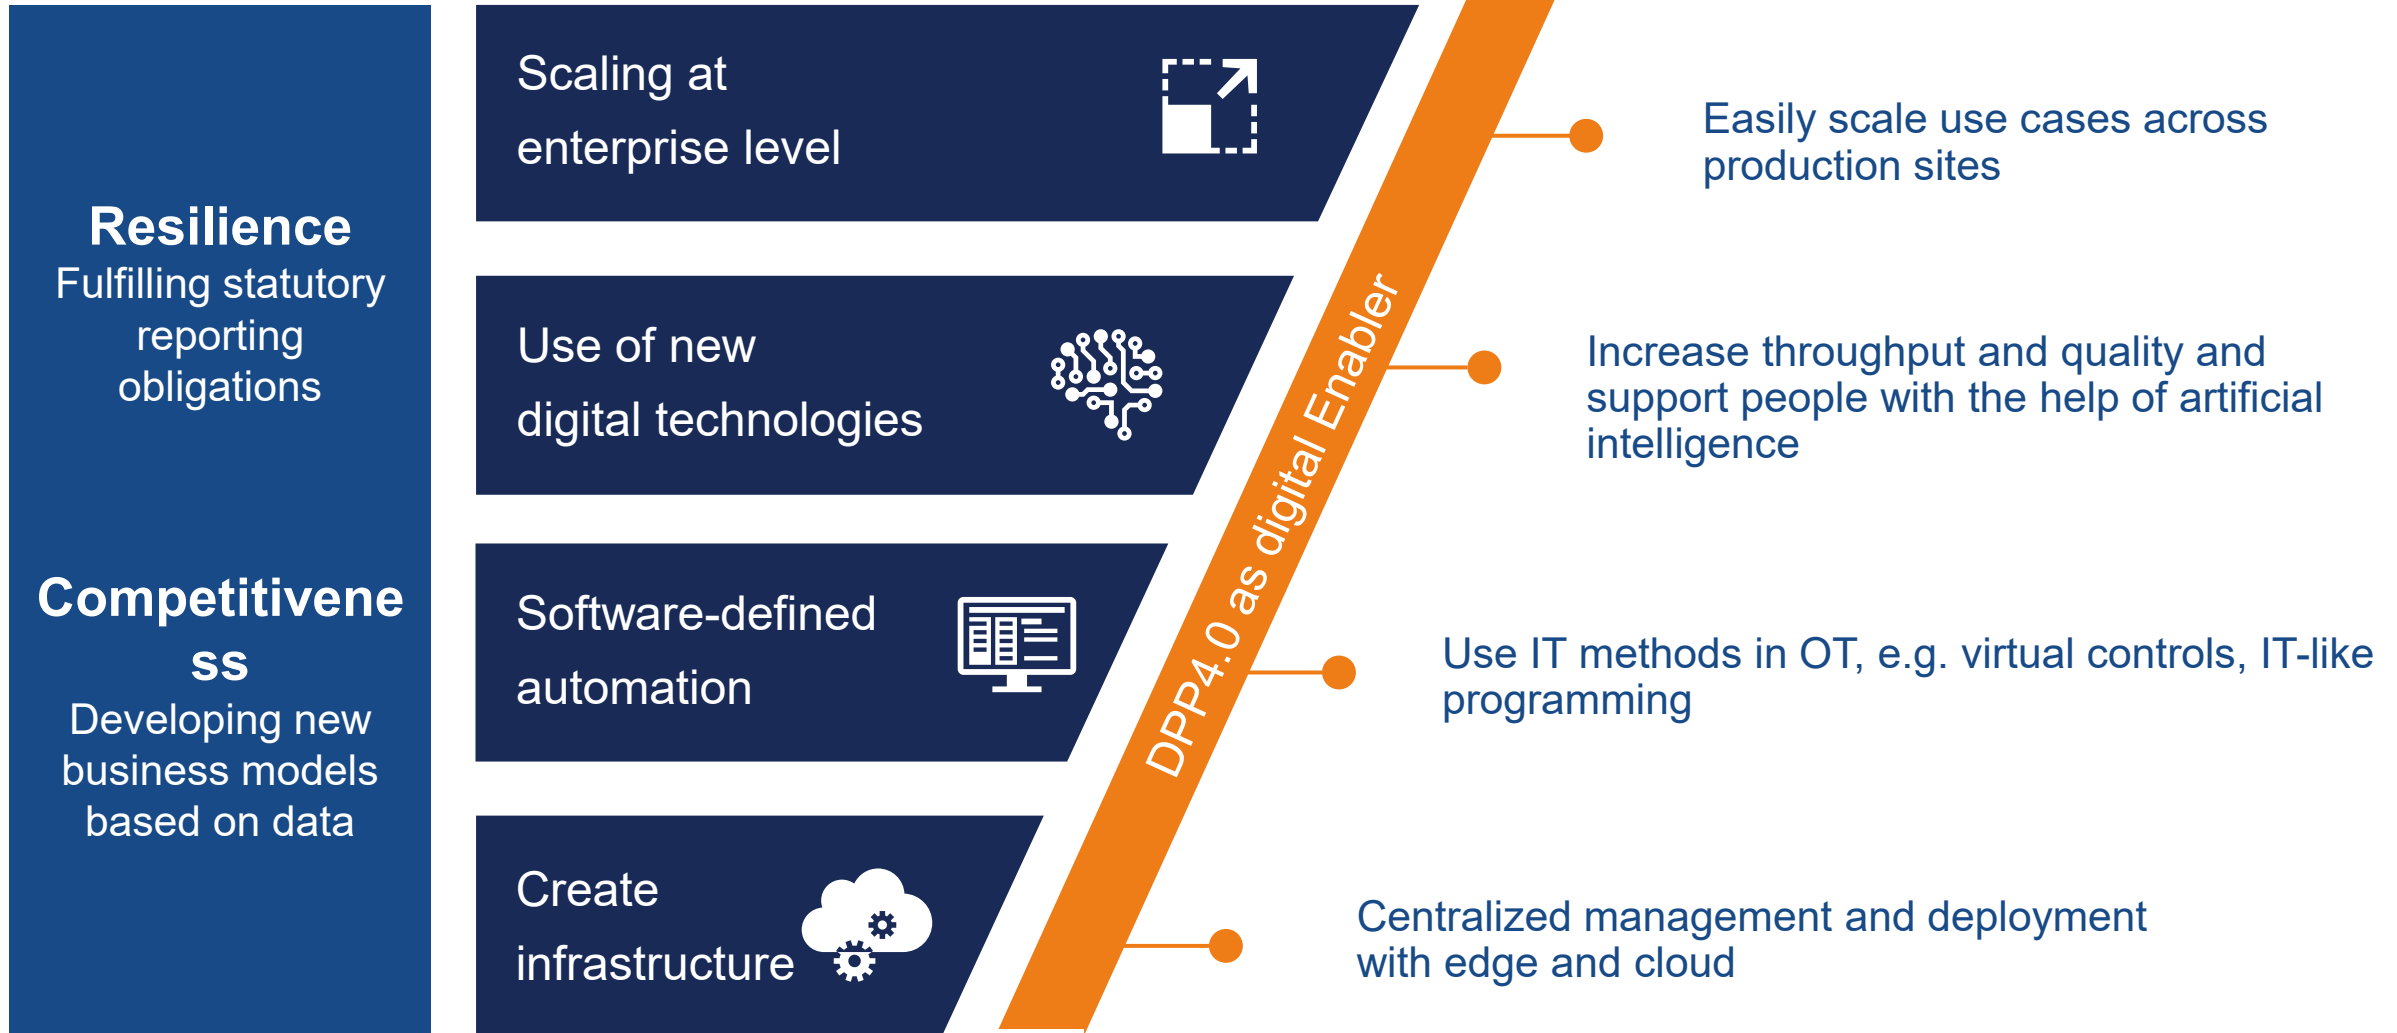 Resilience
Fulfilling statutory
reporting
obligations
Competitivene
ss
Developing new
business models
based on data
Scaling at
enterprise level
Use of new
digital technologies
Software-defined
automation
Create
infrastructure
DPP4.0 as digital Enabler
Easily scale use cases across
production sites
Increase throughput and quality and
support people with the help of artificial
intelligence
Use IT methods in OT, e.g. virtual controls, IT-like
programming
Centralized management and deployment
with edge and cloud